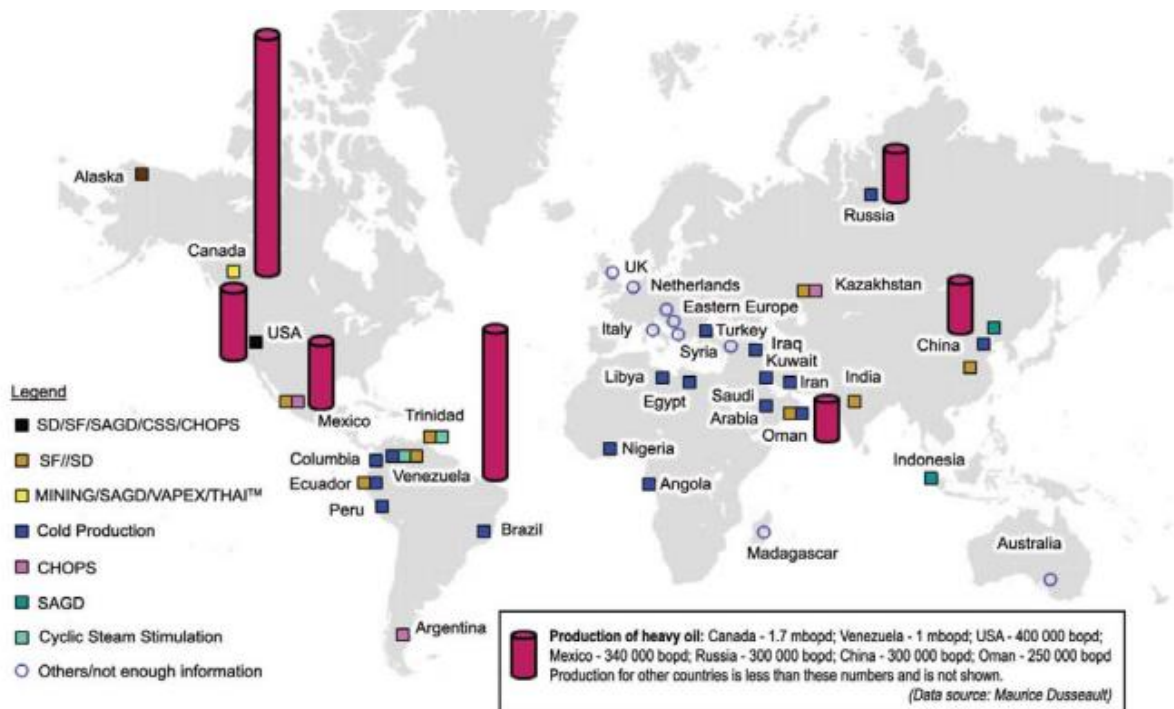 Alaska
Canada
USA
Mexico
Trinidad
Columbia
Venezuela
Ecuador
Peru
Brazil
Argentina
Russia
UK
Netherlands
Kazakhstan
Eastern Europe
Italy
Turkey
Syria
Iraq
Kuwait
China
Libya
Egypt
Saudi
Arabia
Iran
India
Oman
Nigeria
Angola
Indonesia
Madagascar
Australia
Legend
SD/SF/SAGD/CSS/CHOPS
SF//SD
MINING/SAGD/VAPEX/THAI™
Cold Production
CHOPS
SAGD
Cyclic Steam Stimulation
Others/not enough information
Production of heavy oil: Canada - 1.7 mbopd; Venezuela - 1 mbopd; USA - 400 000 bopd;
Mexico - 340 000 bopd; Russia - 300 000 bopd; China - 300 000 bopd; Oman - 250 000 bopd
Production for other countries is less than these numbers and is not shown.
(Data source: Maurice Dusseault)